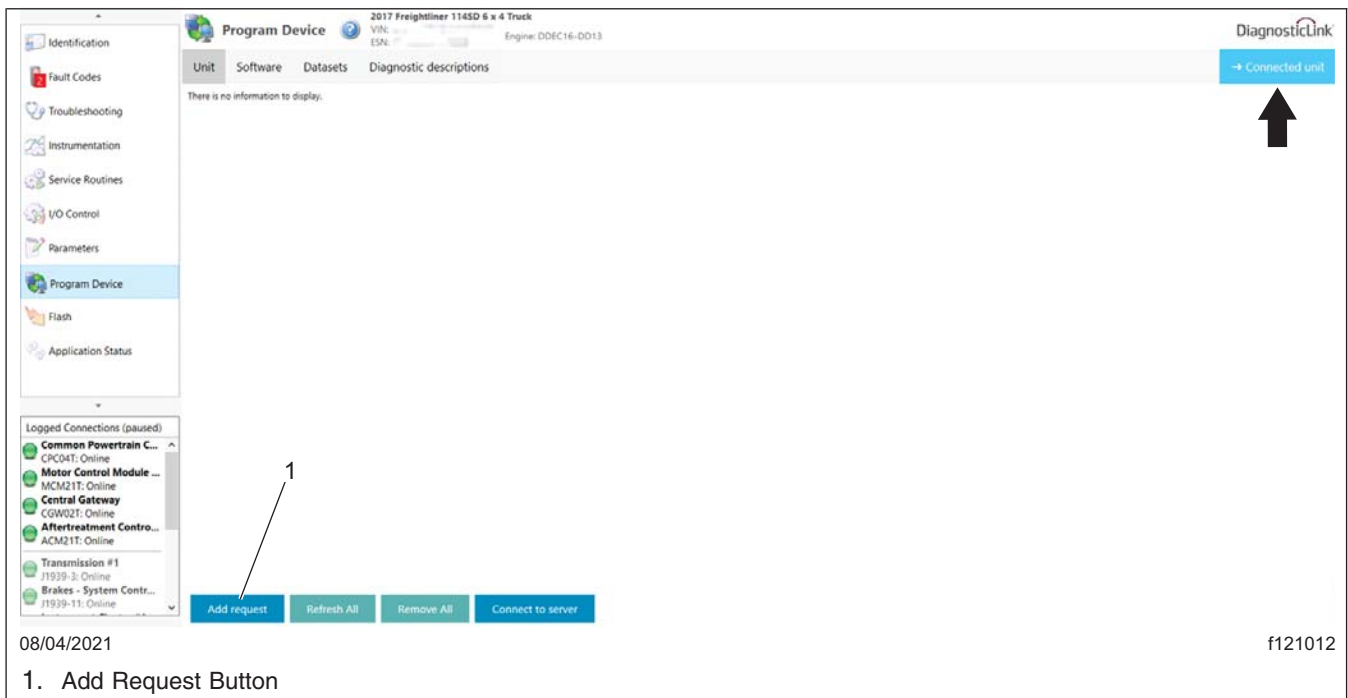 Identification
Fault Codes
2
Troubleshooting
Instrumentation
Service Routines
I/O Control
Parameters
Program Device
Flash
Application Status
Logged Connections (paused)
Common Powertrain C...
CPC04T: Online
Motor Control Module ...
MCM21T: Online
Central Gateway
CGW02T: Online
Aftertreatment Contro...
ACM21T: Online
Transmission #1
J1939-3: Online
Brakes - System Contr...
J1939-11: Online
Program Device
?
2017 Freightliner 114SD 6 x 4 Truck
VIN:
ESN:
Engine: DDEC16-DD13
DiagnosticLink
Unit Software Datasets Diagnostic descriptions
→ Connected unit
There is no information to display.
1
Add request Refresh All Remove All Connect to server
08/04/2021
f121012
1. Add Request Button